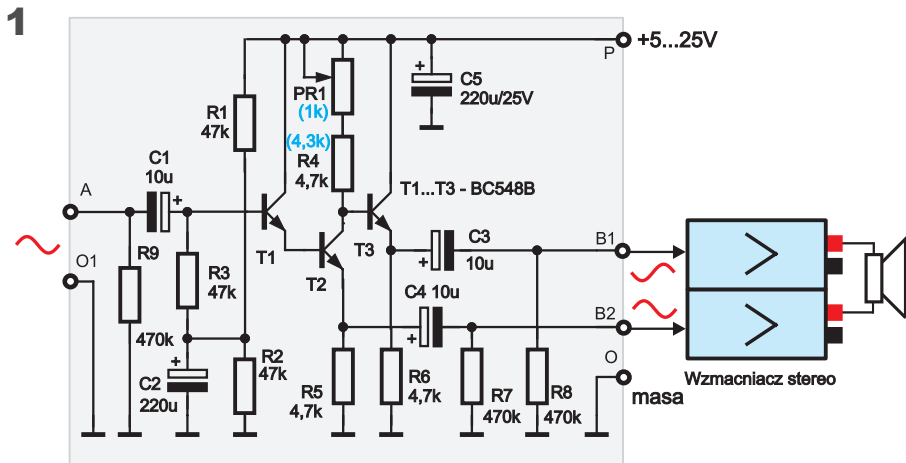 1
P
+5...25V
R1
47k
PR1
(1k)
(4,3k)
R4
4,7k
+
C5
220u/25V
C1
10u
+
A
T1...T3 - BC548B
R9
470k
O1
R3
47k
T1
T2
T3
+
C3
10u
B1
C4 10u
+
B2
+
C2
220u
R2
47k
R5
4,7k
R6
4,7k
R7
470k
R8
470k
O
masa
Wzmacniacz stereo